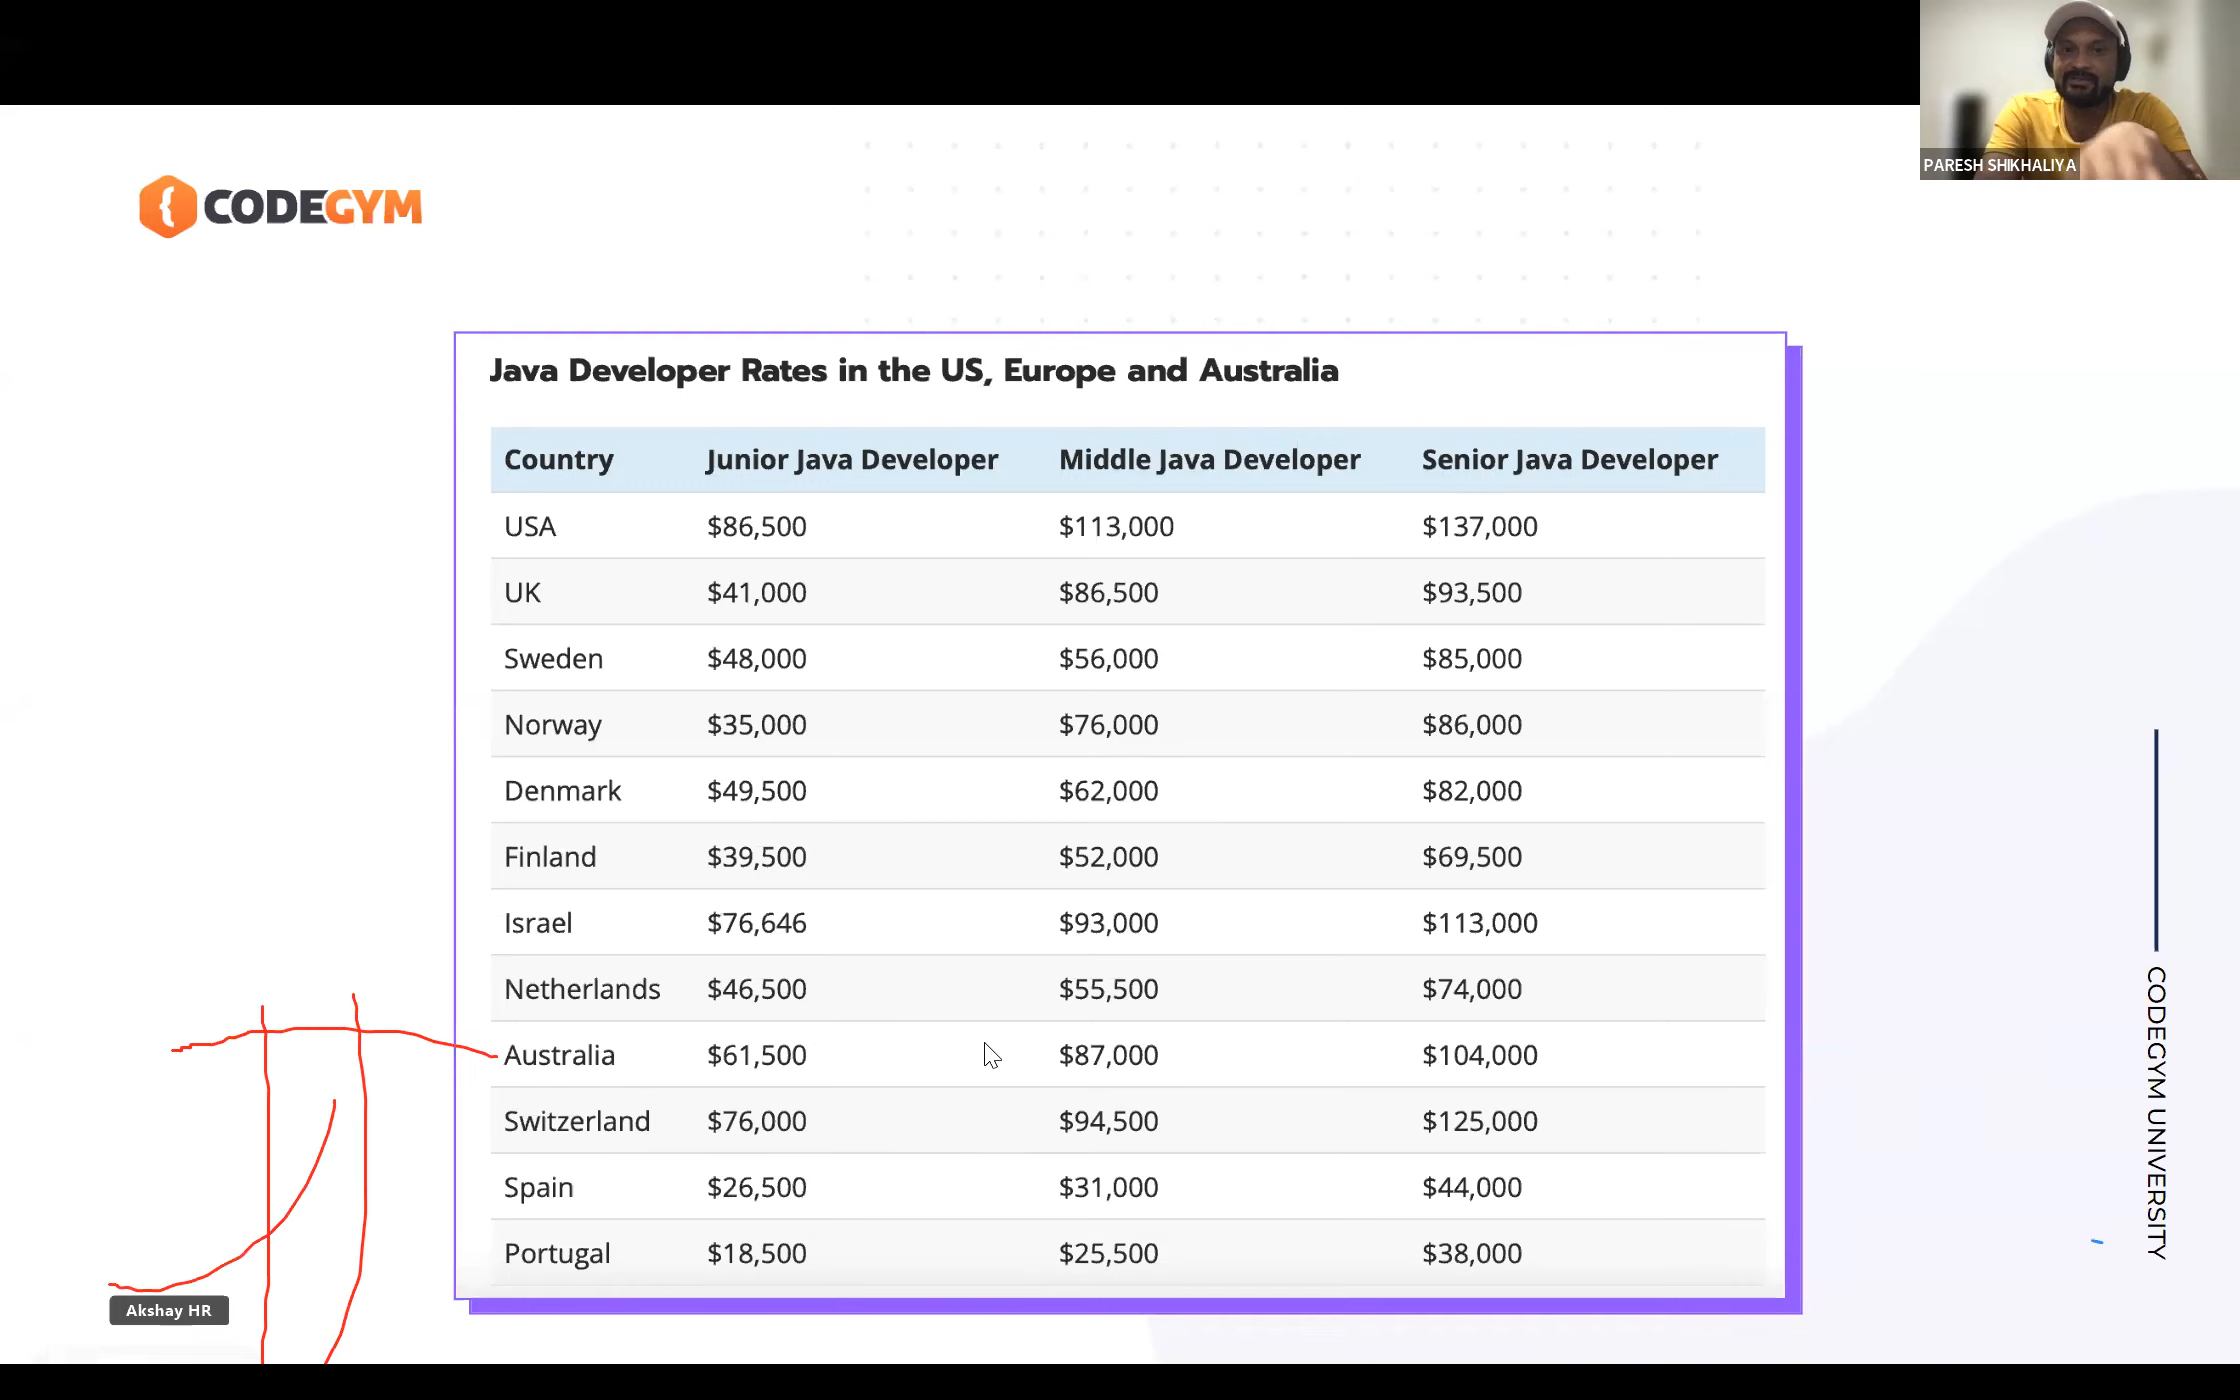 PARESH SHIKHALIYA
CODEGYM
Java Developer Rates in the US, Europe and Australia
Country Junior Java Developer Middle Java Developer Senior Java Developer
USA $86,500 $113,000 $137,000
UK $41,000 $86,500 $93,500
Sweden $48,000 $56,000 $85,000
Norway $35,000 $76,000 $86,000
Denmark $49,500 $62,000 $82,000
Finland $39,500 $52,000 $69,500
Israel $76,646 $93,000 $113,000
Netherlands $46,500 $55,500 $74,000
Australia $61,500 $87,000 $104,000
Switzerland $76,000 $94,500 $125,000
Spain $26,500 $31,000 $44,000
Portugal $18,500 $25,500 $38,000
Akshay HR
CODEGYM UNIVERSITY